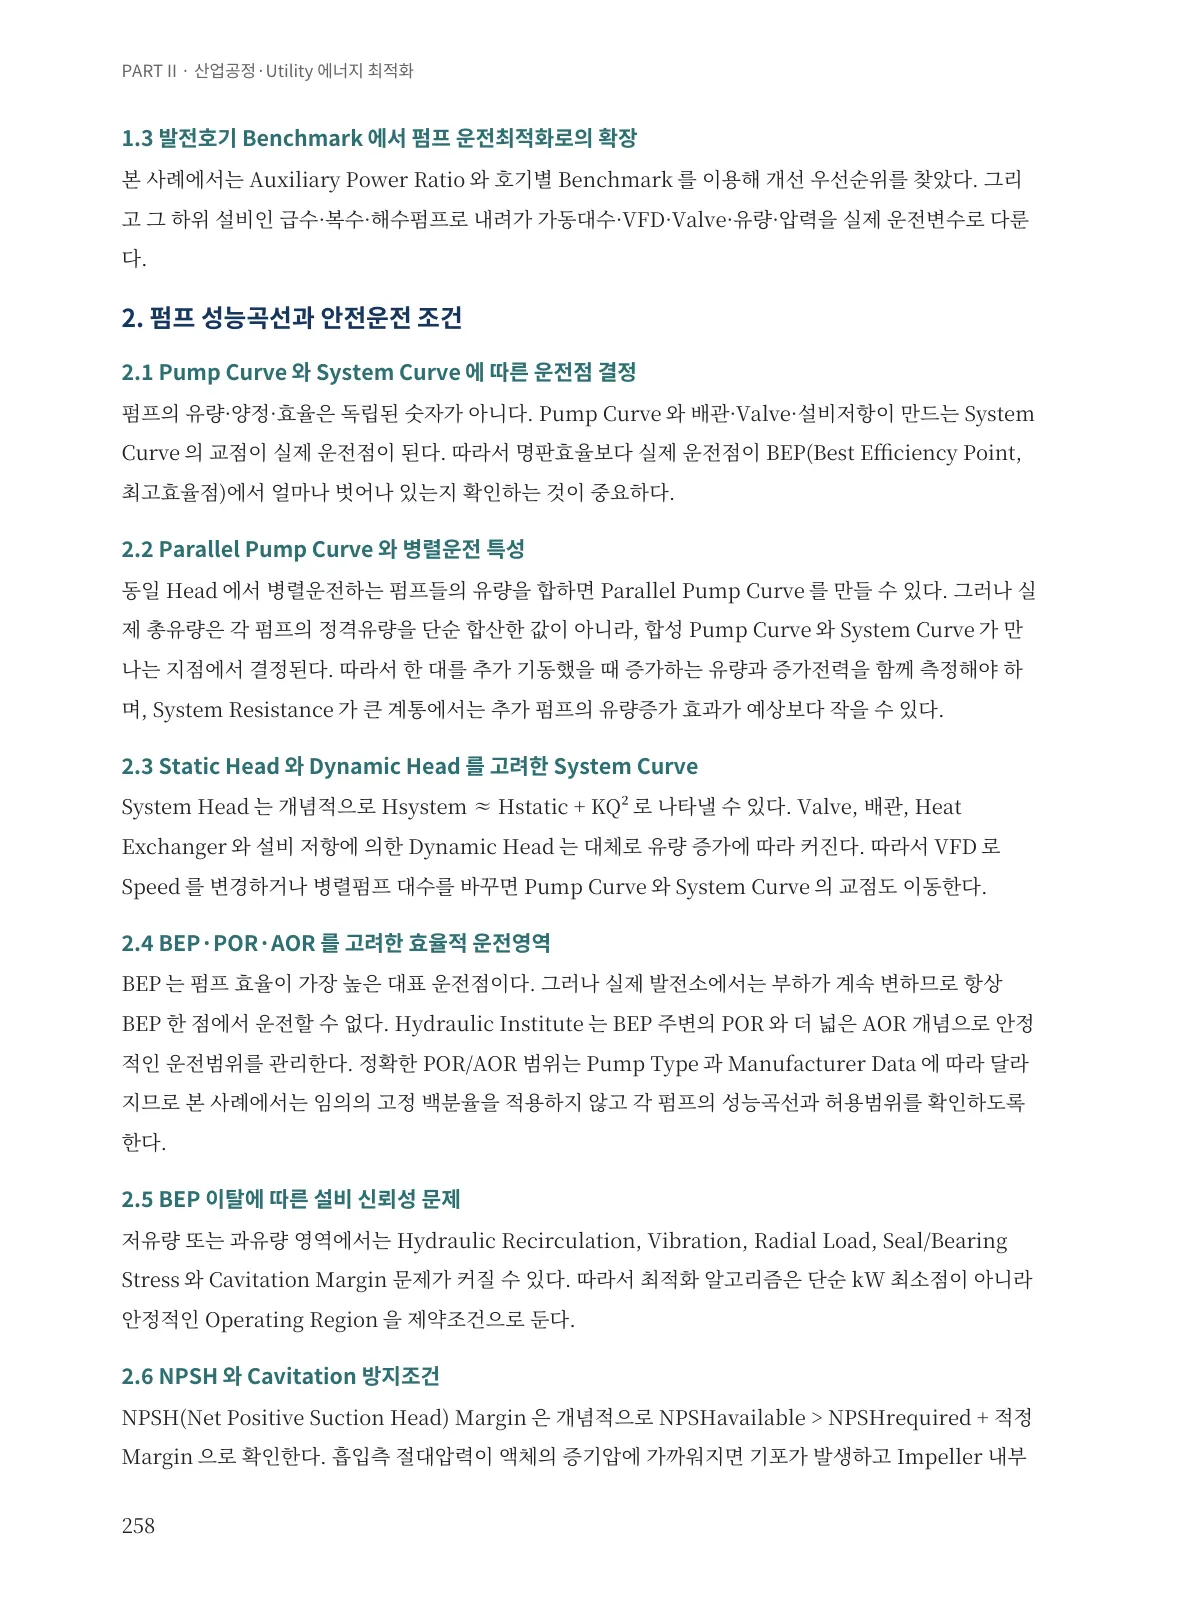 PART II · 산업공정·Utility 에너지 최적화
1.3 발전호기 Benchmark 에서 펌프 운전최적화로의 확장
본 사례에서는 Auxiliary Power Ratio 와 호기별 Benchmark 를 이용해 개선 우선순위를 찾았다. 그리
고 그 하위 설비인 급수·복수·해수펌프로 내려가 가동대수·VFD·Valve·유량·압력을 실제 운전변수로 다룬
다.
2. 펌프 성능곡선과 안전운전 조건
2.1 Pump Curve 와 System Curve 에 따른 운전점 결정
펌프의 유량·양정·효율은 독립된 숫자가 아니다. Pump Curve 와 배관·Valve·설비저항이 만드는 System
Curve 의 교점이 실제 운전점이 된다. 따라서 명판효율보다 실제 운전점이 BEP(Best Efficiency Point,
최고효율점)에서 얼마나 벗어나 있는지 확인하는 것이 중요하다.
2.2 Parallel Pump Curve 와 병렬운전 특성
동일 Head 에서 병렬운전하는 펌프들의 유량을 합하면 Parallel Pump Curve 를 만들 수 있다. 그러나 실
제 총유량은 각 펌프의 정격유량을 단순 합산한 값이 아니라, 합성 Pump Curve 와 System Curve 가 만
나는 지점에서 결정된다. 따라서 한 대를 추가 기동했을 때 증가하는 유량과 증가전력을 함께 측정해야 하
며, System Resistance 가 큰 계통에서는 추가 펌프의 유량증가 효과가 예상보다 작을 수 있다.
2.3 Static Head 와 Dynamic Head 를 고려한 System Curve
System Head 는 개념적으로 Hsystem ≈ Hstatic + KQ² 로 나타낼 수 있다. Valve, 배관, Heat
Exchanger 와 설비 저항에 의한 Dynamic Head 는 대체로 유량 증가에 따라 커진다. 따라서 VFD 로
Speed 를 변경하거나 병렬펌프 대수를 바꾸면 Pump Curve 와 System Curve 의 교점도 이동한다.
2.4 BEP·POR·AOR 를 고려한 효율적 운전영역
BEP 는 펌프 효율이 가장 높은 대표 운전점이다. 그러나 실제 발전소에서는 부하가 계속 변하므로 항상
BEP 한 점에서 운전할 수 없다. Hydraulic Institute 는 BEP 주변의 POR 와 더 넓은 AOR 개념으로 안정
적인 운전범위를 관리한다. 정확한 POR/AOR 범위는 Pump Type 과 Manufacturer Data 에 따라 달라
지므로 본 사례에서는 임의의 고정 백분율을 적용하지 않고 각 펌프의 성능곡선과 허용범위를 확인하도록
한다.
2.5 BEP 이탈에 따른 설비 신뢰성 문제
저유량 또는 과유량 영역에서는 Hydraulic Recirculation, Vibration, Radial Load, Seal/Bearing
Stress 와 Cavitation Margin 문제가 커질 수 있다. 따라서 최적화 알고리즘은 단순 kW 최소점이 아니라
안정적인 Operating Region 을 제약조건으로 둔다.
2.6 NPSH 와 Cavitation 방지조건
NPSH(Net Positive Suction Head) Margin 은 개념적으로 NPSHavailable > NPSHrequired + 적정
Margin 으로 확인한다. 흡입측 절대압력이 액체의 증기압에 가까워지면 기포가 발생하고 Impeller 내부
258